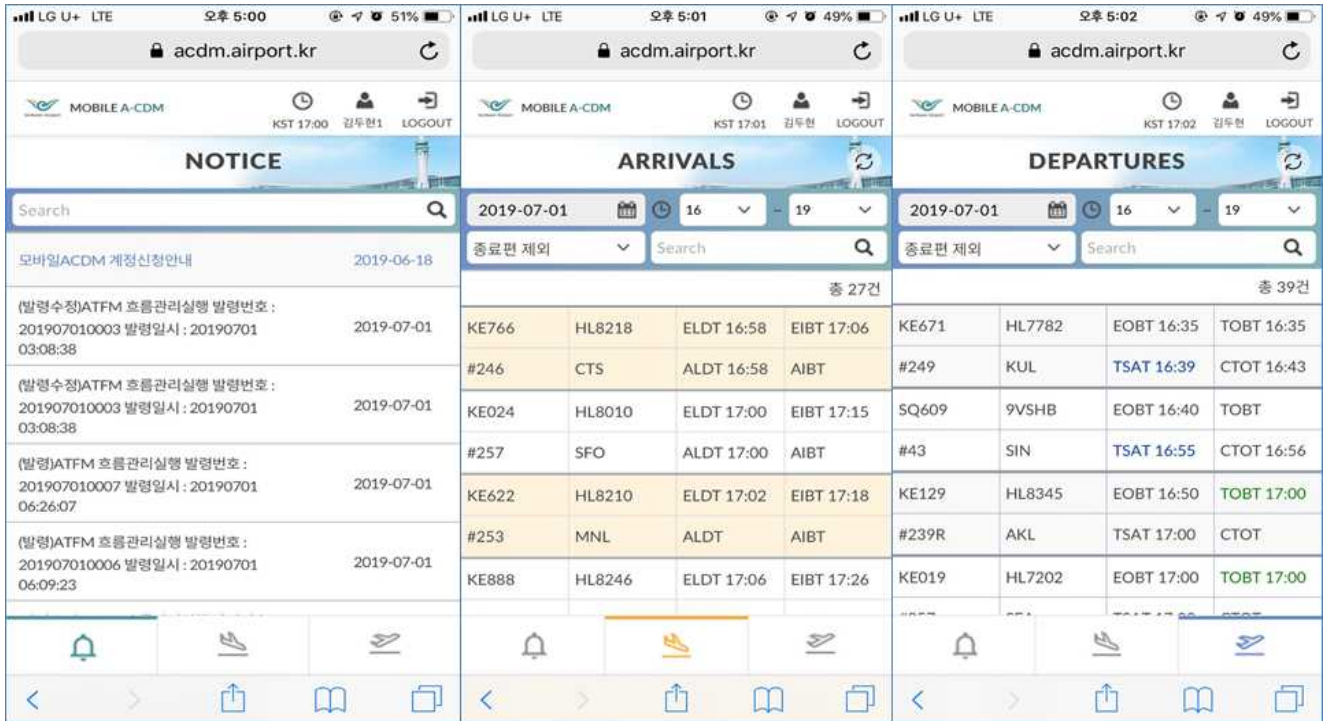 LG U+ LTE 오후 5:00 51%
acdm.airport.kr
MOBILE A-CDM KST 17:00 김두현1 LOGOUT
NOTICE
Search
모바일ACDM 계정신청안내 2019-06-18
(발령수정)ATFM 흐름관리실행 발령번호 :
201907010003 발령일시 : 20190701 2019-07-01
03:08:38
(발령수정)ATFM 흐름관리실행 발령번호 :
201907010003 발령일시 : 20190701 2019-07-01
03:08:38
(발령)ATFM 흐름관리실행 발령번호 :
201907010007 발령일시 : 20190701 2019-07-01
06:26:07
(발령)ATFM 흐름관리실행 발령번호 :
201907010006 발령일시 : 20190701 2019-07-01
06:09:23
LG U+ LTE 오후 5:01 49%
acdm.airport.kr
MOBILE A-CDM KST 17:01 김두현 LOGOUT
ARRIVALS
2019-07-01 16 - 19
종료편 제외 Search
총 27건
KE766 HL8218 ELDT 16:58 EIBT 17:06
#246 CTS ALDT 16:58 AIBT
KE024 HL8010 ELDT 17:00 EIBT 17:15
#257 SFO ALDT 17:00 AIBT
KE622 HL8210 ELDT 17:02 EIBT 17:18
#253 MNL ALDT AIBT
KE888 HL8246 ELDT 17:06 EIBT 17:26
LG U+ LTE 오후 5:02 49%
acdm.airport.kr
MOBILE A-CDM KST 17:02 김두현 LOGOUT
DEPARTURES
2019-07-01 16 - 19
종료편 제외 Search
총 39건
KE671 HL7782 EOBT 16:35 TOBT 16:35
#249 KUL TSAT 16:39 CTOT 16:43
SQ609 9VSHB EOBT 16:40 TOBT
#43 SIN TSAT 16:55 CTOT 16:56
KE129 HL8345 EOBT 16:50 TOBT 17:00
#239R AKL TSAT 17:00 CTOT
KE019 HL7202 EOBT 17:00 TOBT 17:00